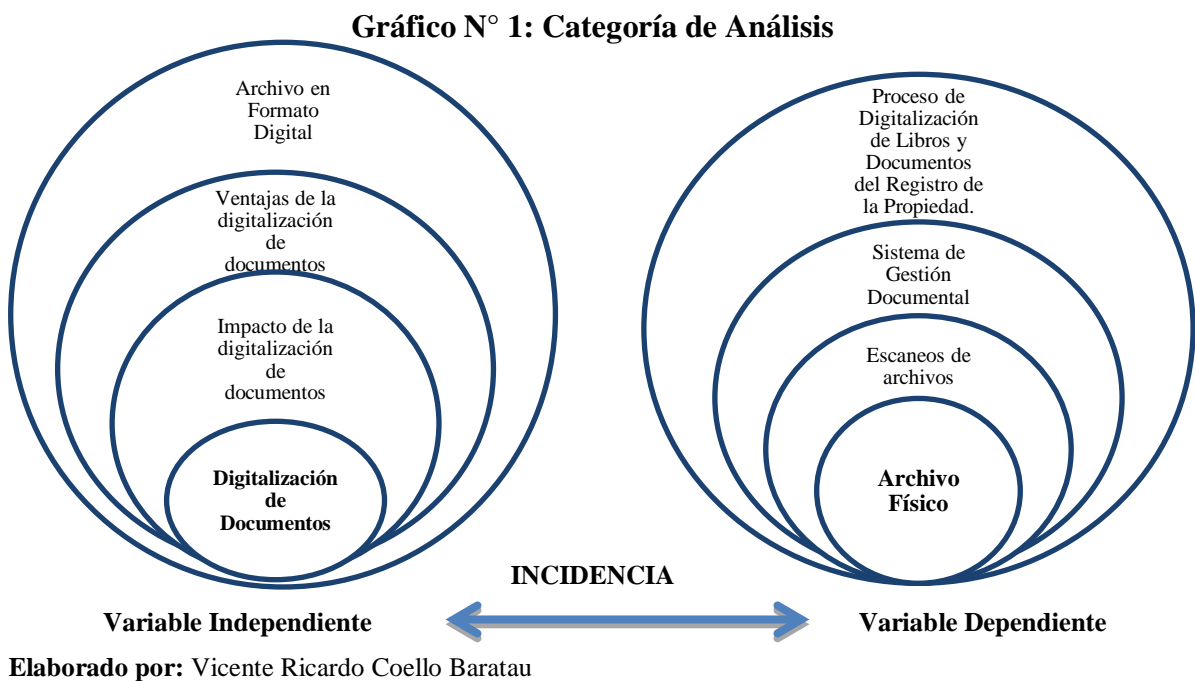 Gráfico N° 1: Categoría de Análisis
Archivo en
Formato
Digital
Ventajas de la
digitalización
de
documentos
Impacto de la
digitalización
de
documentos
Digitalización
de
Documentos
Proceso de
Digitalización
de Libros y
Documentos
del Registro de
la Propiedad.
Sistema de
Gestión
Documental
Escaneos de
archivos
Archivo
Físico
INCIDENCIA
Variable Independiente
Variable Dependiente
Elaborado por: Vicente Ricardo Coello Baratau